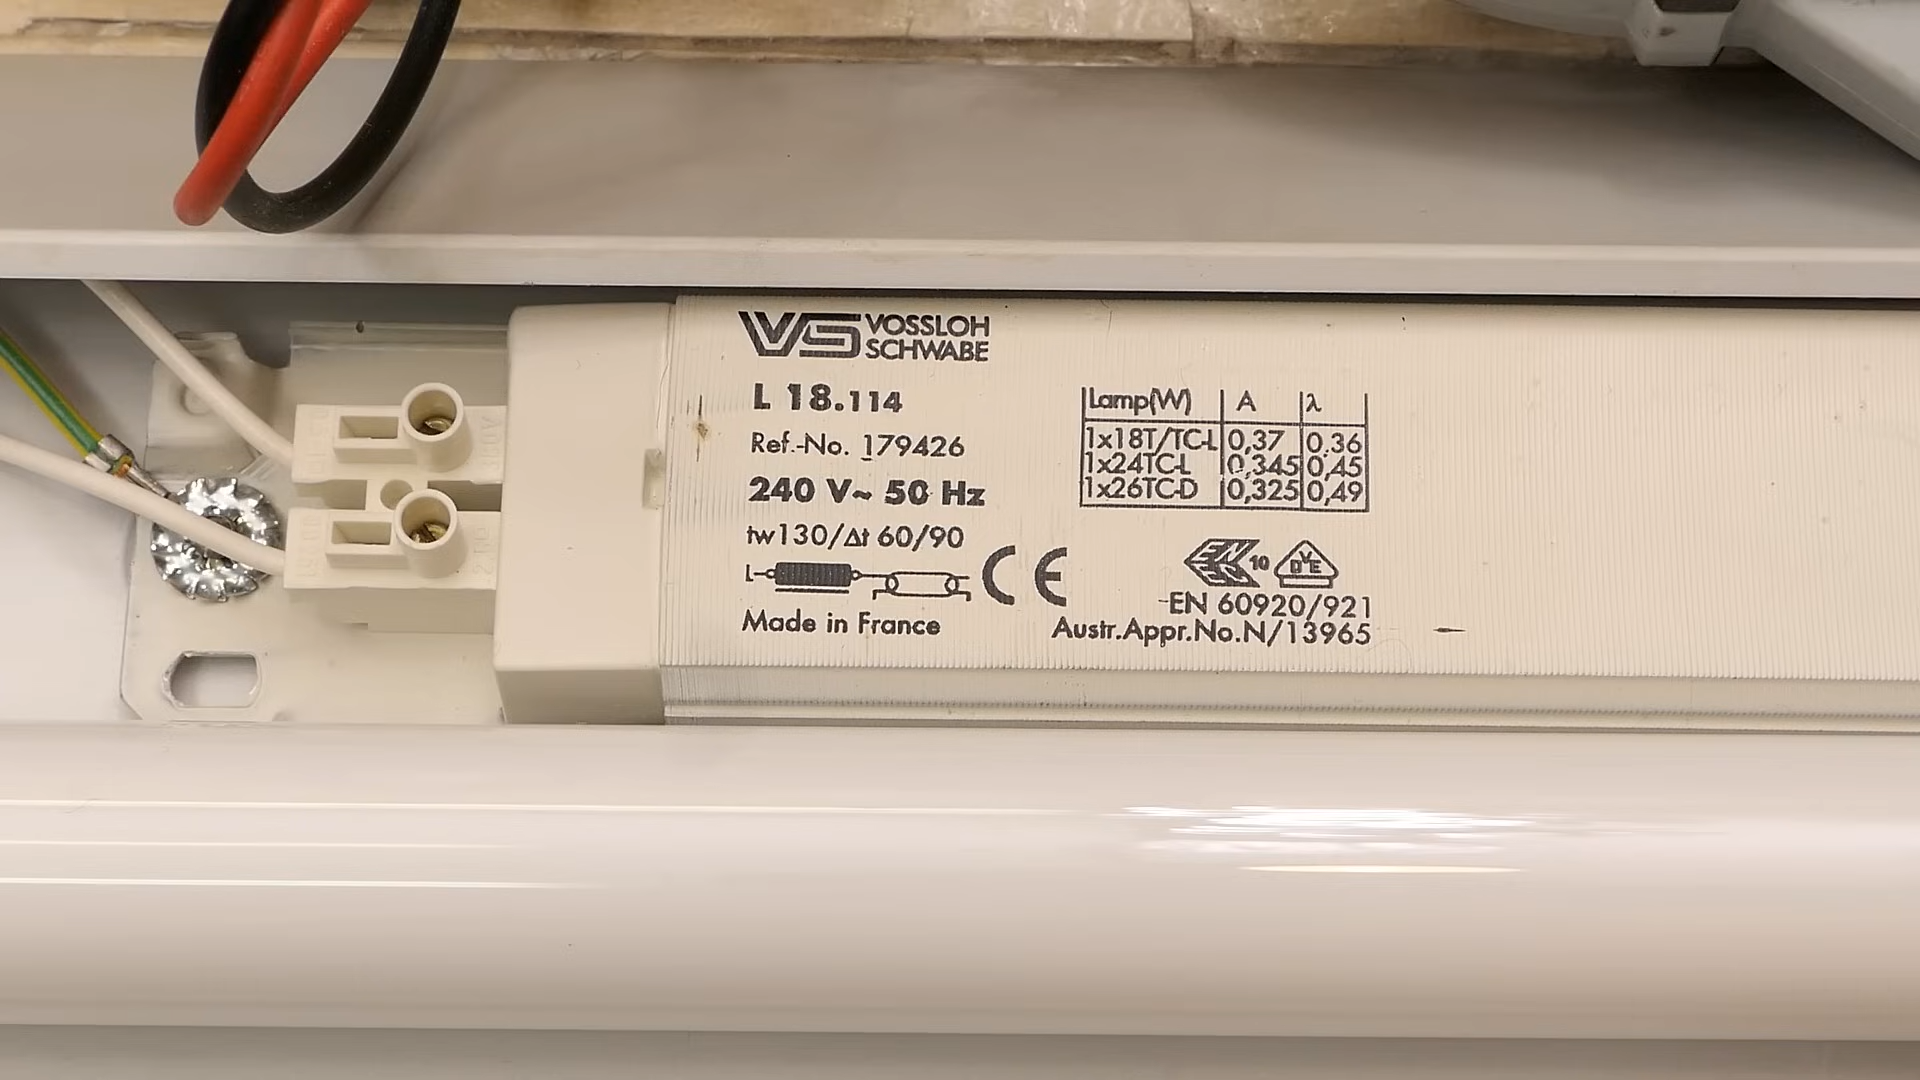 VS VOSSLOH
SCHWABE
L 18.114
Ref.-No. 179426
240 V~ 50 Hz
tw130/Δt 60/90
L
CE
Made in France
Lamp(W) A λ
1x18T/TC-L 0,37 0,36
1x24TC-L 0,345 0,45
1x26TC-D 0,325 0,49
10 DVE
EN 60920/921
Austr.Appr.No.N/13965